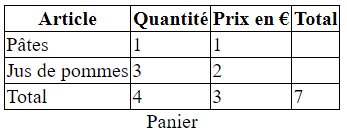 Article Quantité Prix en € Total
Pâtes 1 1
Jus de pommes 3 2
Total 4 3 7
Panier